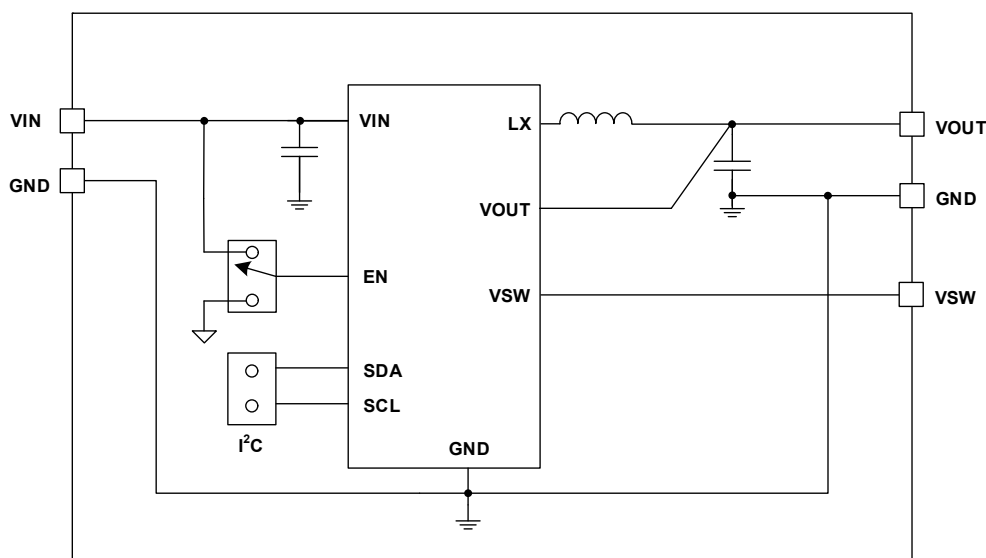 VIN
GND
VIN
EN
SDA
SCL
I²C
GND
LX
VOUT
VSW
VOUT
GND
VSW